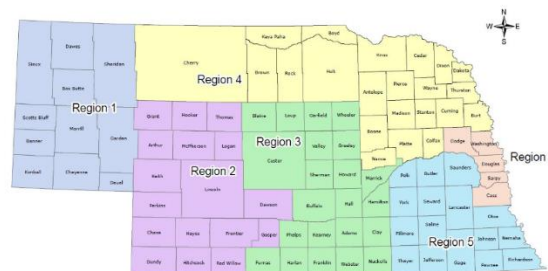 N
W E
S
Boyd
Keya Paha
Dawes
Knox Cedar
Sioux Sheridan Cherry
Dixon Dakota
Brown Rock Holt
Region 4
Pierce Wayne Thurston
Box Butte
Antelope
Region 1
Scotts Bluff
Grant Hooker Thomas Blaine Loup Garfield Wheeler
Madison Stanton Cuming Burt
Morrill
Boone
Garden
Banner
Region 3
Platte Colfax Dodge Washington
Arthur McPherson Logan
Valley Greeley
Custer
Nance
Region
Kimball Cheyenne
Region 2
Douglas
Keith
Sherman Howard
Merrick Polk Butler Saunders
Sarpy
Deuel
Lincoln
Cass
Perkins
Dawson
Buffalo Hall Hamilton
York Seward Lancaster
Otoe
Saline
Chase Hayes Frontier Gosper Phelps Kearney Adams Clay Fillmore
Johnson Nemaha
Region 5
Dundy Hitchcock Red Willow Furnas Harlan Franklin Webster Nuckolls Thayer Jefferson Gage Pawnee Richardson